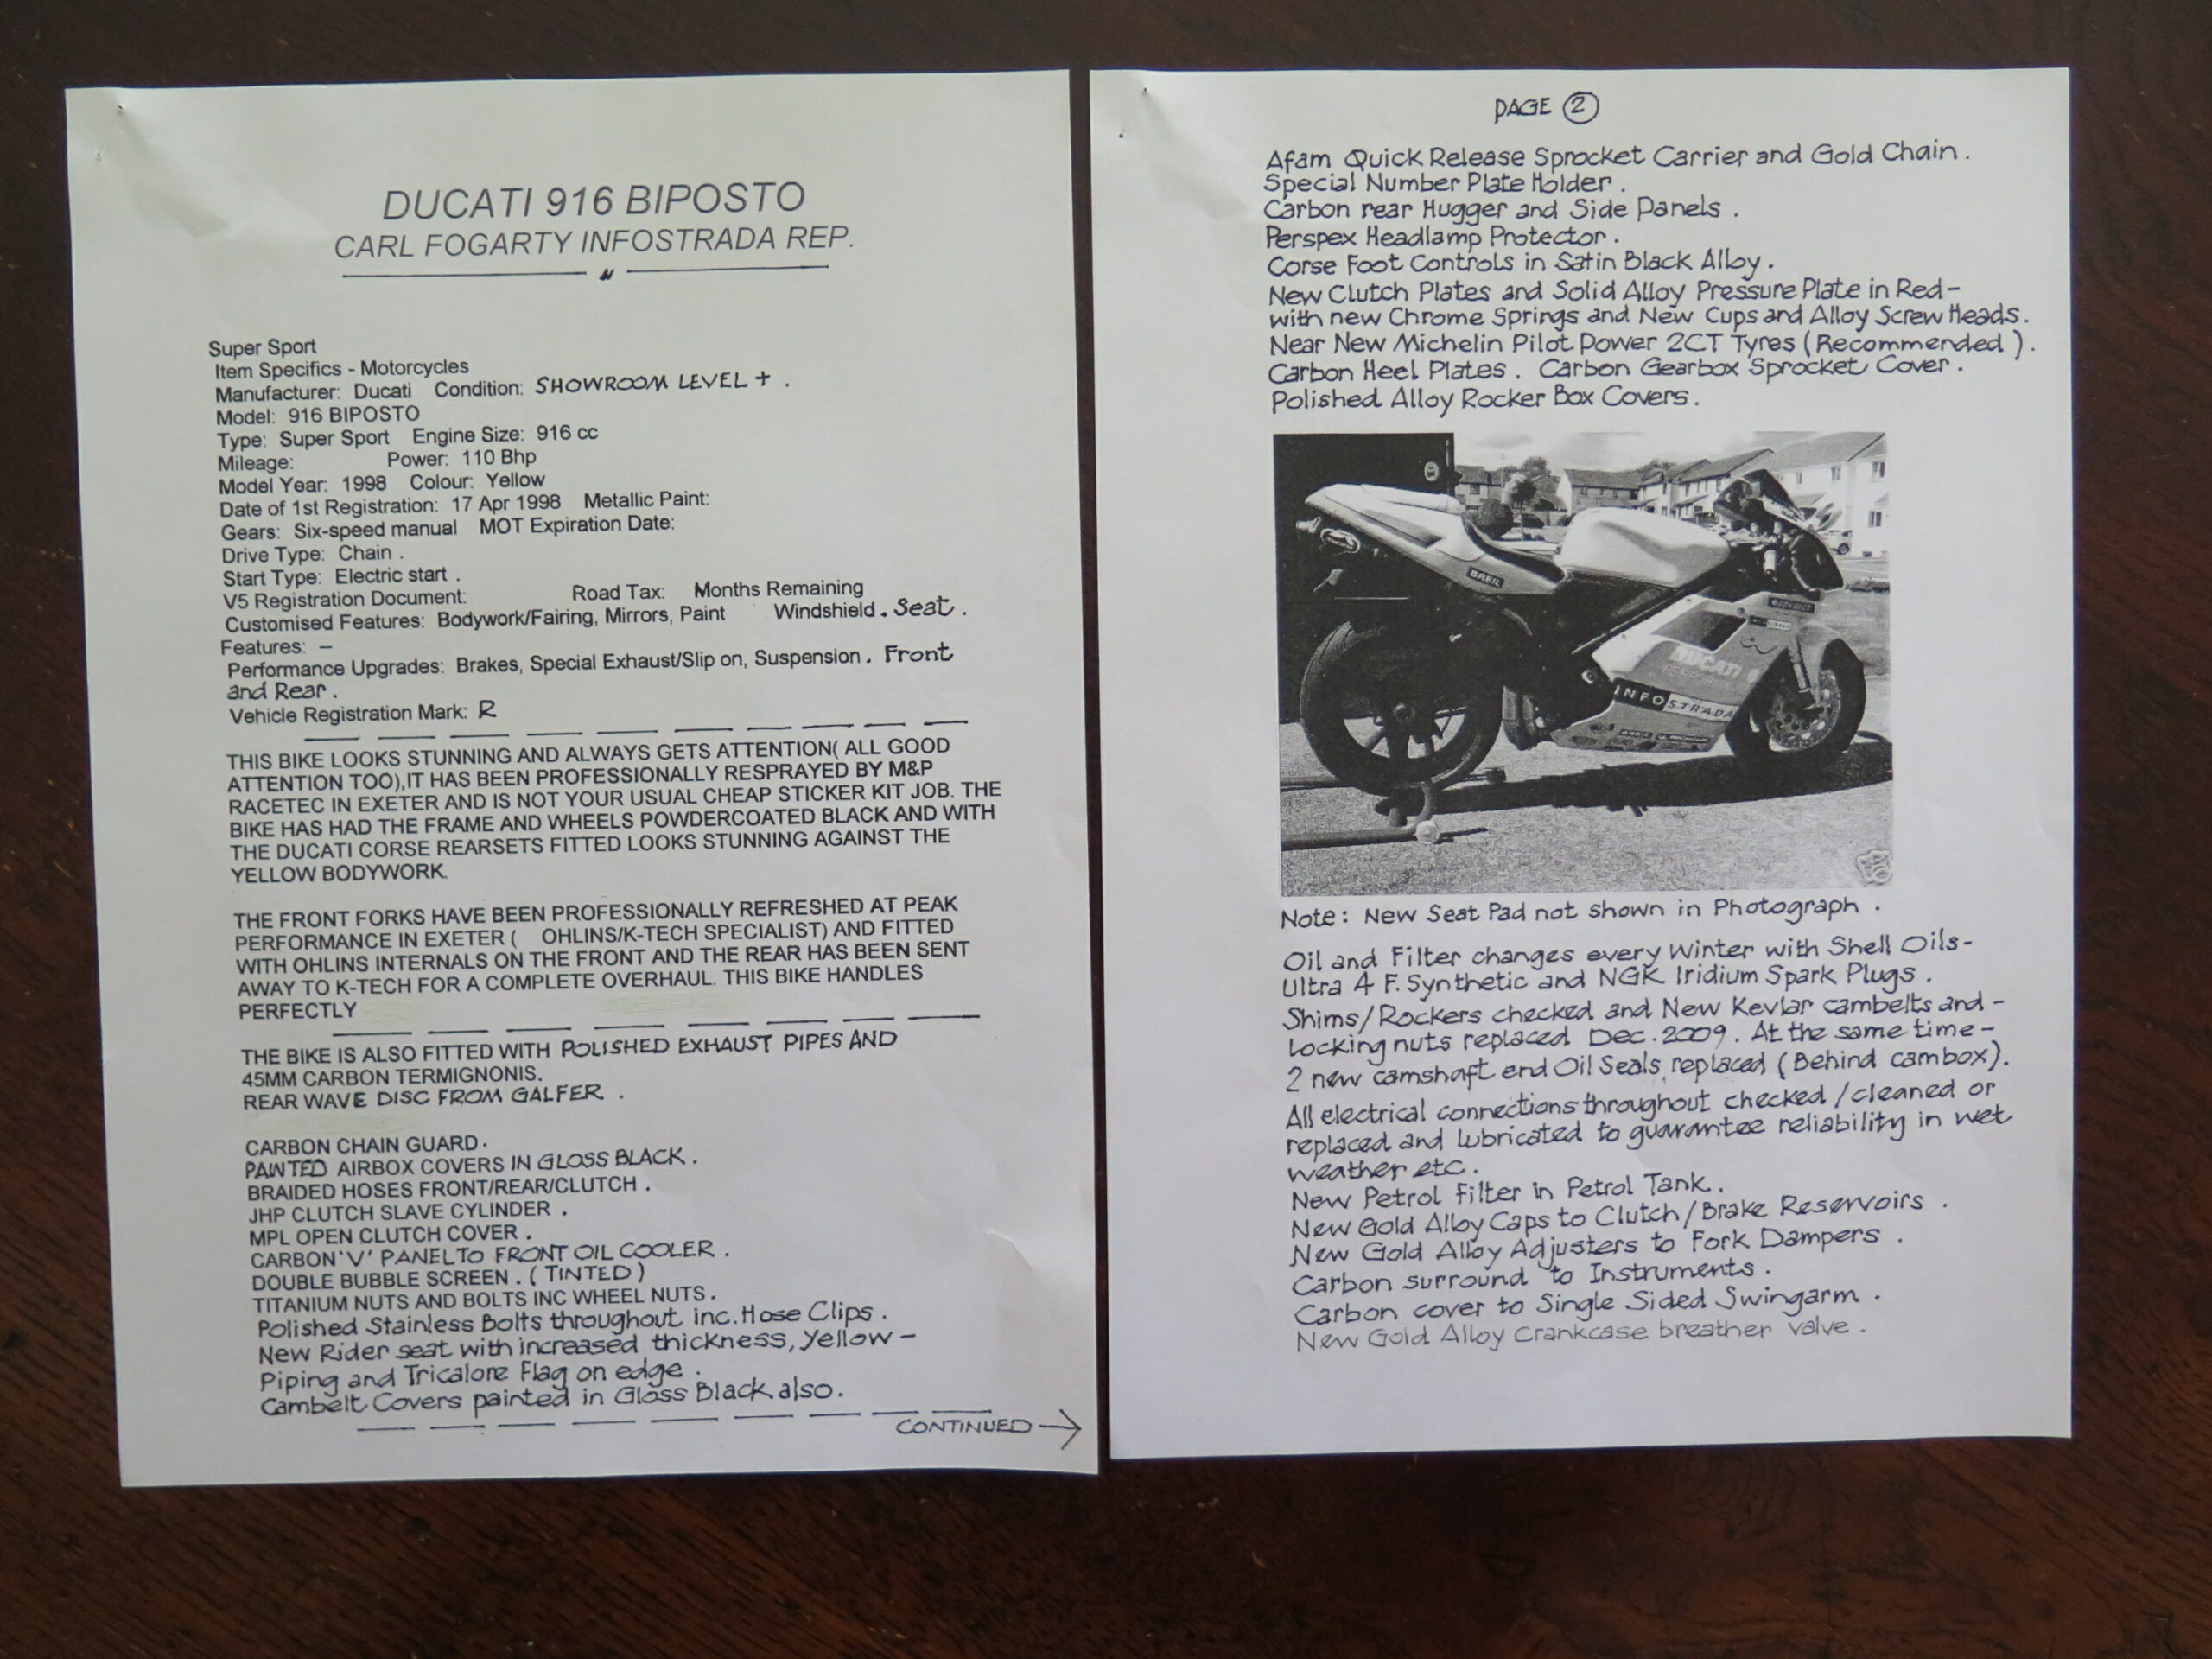 DUCATI 916 BIPOSTO
CARL FOGARTY INFOSTRADA REP.
Super Sport
Item Specifics - Motorcycles
Manufacturer: Ducati Condition: SHOWROOM LEVEL + .
Model: 916 BIPOSTO
Type: Super Sport Engine Size: 916 cc
Mileage: Power: 110 Bhp
Model Year: 1998 Colour: Yellow
Date of 1st Registration: 17 Apr 1998 Metallic Paint:
Gears: Six-speed manual MOT Expiration Date:
Drive Type: Chain .
Start Type: Electric start .
V5 Registration Document: Road Tax: Months Remaining
Customised Features: Bodywork/Fairing, Mirrors, Paint Windshield . Seat .
Features: –
Performance Upgrades: Brakes, Special Exhaust/Slip on, Suspension . Front
and Rear .
Vehicle Registration Mark: R
THIS BIKE LOOKS STUNNING AND ALWAYS GETS ATTENTION( ALL GOOD
ATTENTION TOO),IT HAS BEEN PROFESSIONALLY RESPRAYED BY M&P
RACETEC IN EXETER AND IS NOT YOUR USUAL CHEAP STICKER KIT JOB. THE
BIKE HAS HAD THE FRAME AND WHEELS POWDERCOATED BLACK AND WITH
THE DUCATI CORSE REARSETS FITTED LOOKS STUNNING AGAINST THE
YELLOW BODYWORK.
THE FRONT FORKS HAVE BEEN PROFESSIONALLY REFRESHED AT PEAK
PERFORMANCE IN EXETER ( OHLINS/K-TECH SPECIALIST) AND FITTED
WITH OHLINS INTERNALS ON THE FRONT AND THE REAR HAS BEEN SENT
AWAY TO K-TECH FOR A COMPLETE OVERHAUL. THIS BIKE HANDLES
PERFECTLY
THE BIKE IS ALSO FITTED WITH POLISHED EXHAUST PIPES AND
45MM CARBON TERMIGNONIS.
REAR WAVE DISC FROM GALFER .
CARBON CHAIN GUARD .
PAINTED AIRBOX COVERS IN GLOSS BLACK .
BRAIDED HOSES FRONT/REAR/CLUTCH .
JHP CLUTCH SLAVE CYLINDER .
MPL OPEN CLUTCH COVER .
CARBON 'V' PANEL TO FRONT OIL COOLER .
DOUBLE BUBBLE SCREEN . ( TINTED )
TITANIUM NUTS AND BOLTS INC WHEEL NUTS .
Polished Stainless Bolts throughout inc. Hose Clips .
New Rider seat with increased thickness, yellow –
Piping and Tricalone Flag on edge .
Cambelt Covers painted in Gloss Black also .
CONTINUED →
PAGE 2
Afam Quick Release Sprocket Carrier and Gold Chain .
Special Number Plate Holder .
Carbon rear Hugger and Side Panels .
Perspex Headlamp Protector .
Corse Foot Controls in Satin Black Alloy .
New Clutch Plates and Solid Alloy Pressure Plate in Red –
with new Chrome Springs and New Cups and Alloy Screw Heads .
Near New Michelin Pilot Power 2CT Tyres ( Recommended ) .
Carbon Heel Plates . Carbon Gearbox Sprocket Cover .
Polished Alloy Rocker Box Covers .
BREIL
DUCATI
INFOSTRADA
BREIL
Note : New Seat Pad not shown in Photograph .
Oil and Filter changes every Winter with Shell Oils –
Ultra 4 F. Synthetic and NGK Iridium Spark Plugs .
Shims/Rockers checked and New Kevlar cambelts and –
Locking nuts replaced Dec. 2009 . At the same time –
2 new camshaft end Oil Seals replaced ( Behind cambox ) .
All electrical connections throughout checked / cleaned or
replaced and lubricated to guarantee reliability in wet
weather etc .
New Petrol Filter in Petrol Tank .
New Gold Alloy Caps to Clutch / Brake Reservoirs .
New Gold Alloy Adjusters to Fork Dampers .
Carbon surround to Instruments .
Carbon cover to Single Sided Swingarm .
New Gold Alloy Crankcase breather valve .